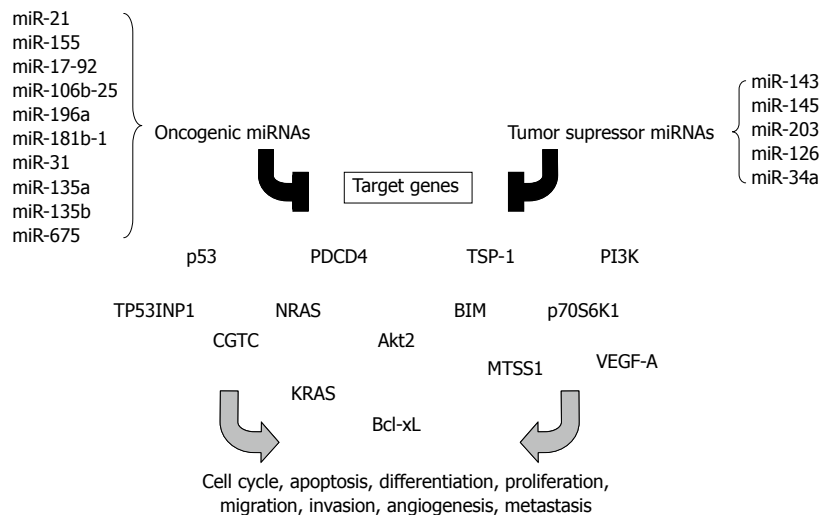 miR-21
miR-155
miR-17-92
miR-106b-25
miR-196a
miR-181b-1
miR-31
miR-135a
miR-135b
miR-675
Oncogenic miRNAs
Tumor supressor miRNAs
miR-143
miR-145
miR-203
miR-126
miR-34a
Target genes
p53 PDCD4 TSP-1 PI3K
TP53INP1 NRAS BIM p70S6K1
CGTC Akt2
MTSS1 VEGF-A
KRAS
Bcl-xL
Cell cycle, apoptosis, differentiation, proliferation,
migration, invasion, angiogenesis, metastasis